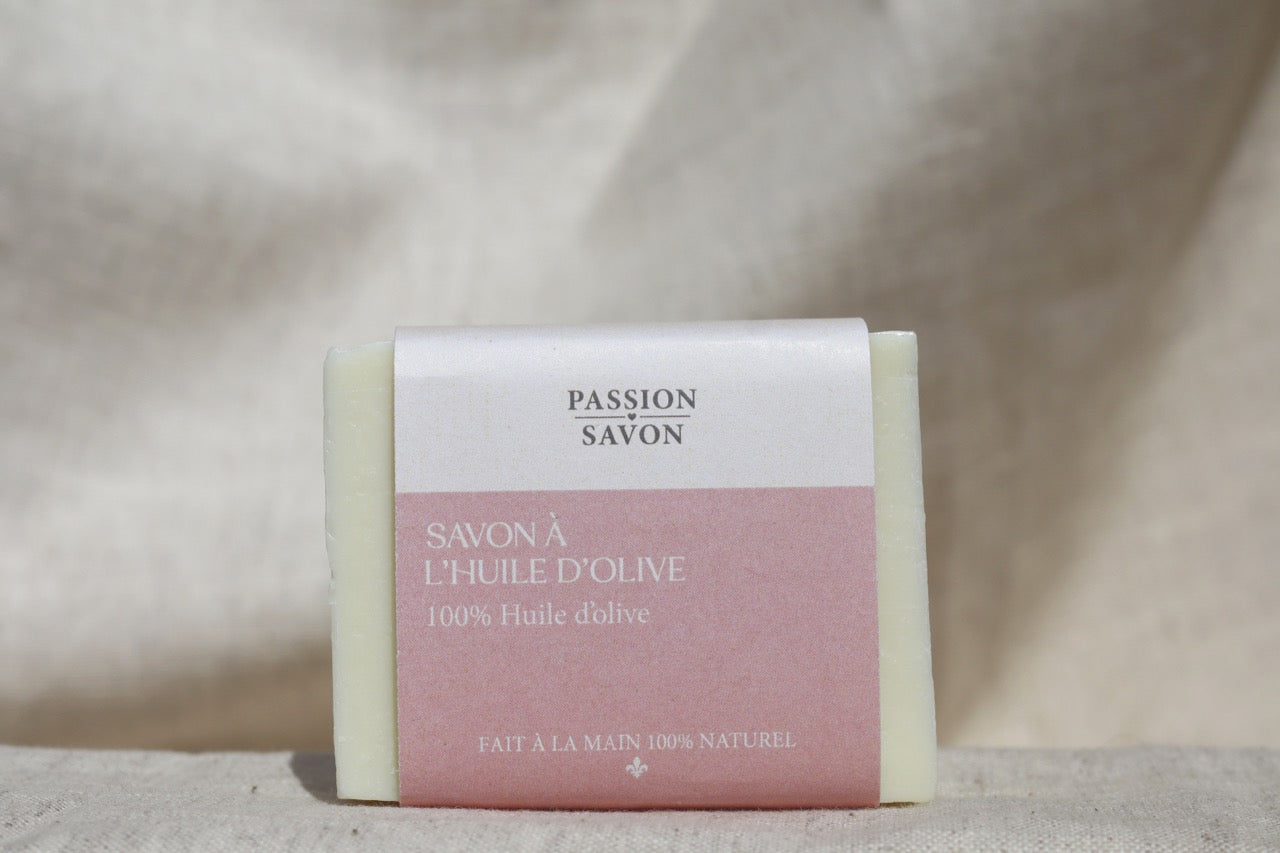 PASSION
SAVON
SAVON À
L'HUILE D'OLIVE
100% Huile d'olive
FAIT À LA MAIN 100% NATUREL